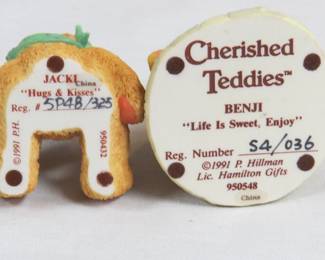 JACKI
China
"Hugs & Kisses"
Reg. # 5P48/325
©1991 P.H.
950432
Cherished
Teddies™
BENJI
"Life Is Sweet, Enjoy"
Reg. Number S4/036
©1991 P. Hillman
Lic. Hamilton Gifts
950548
China